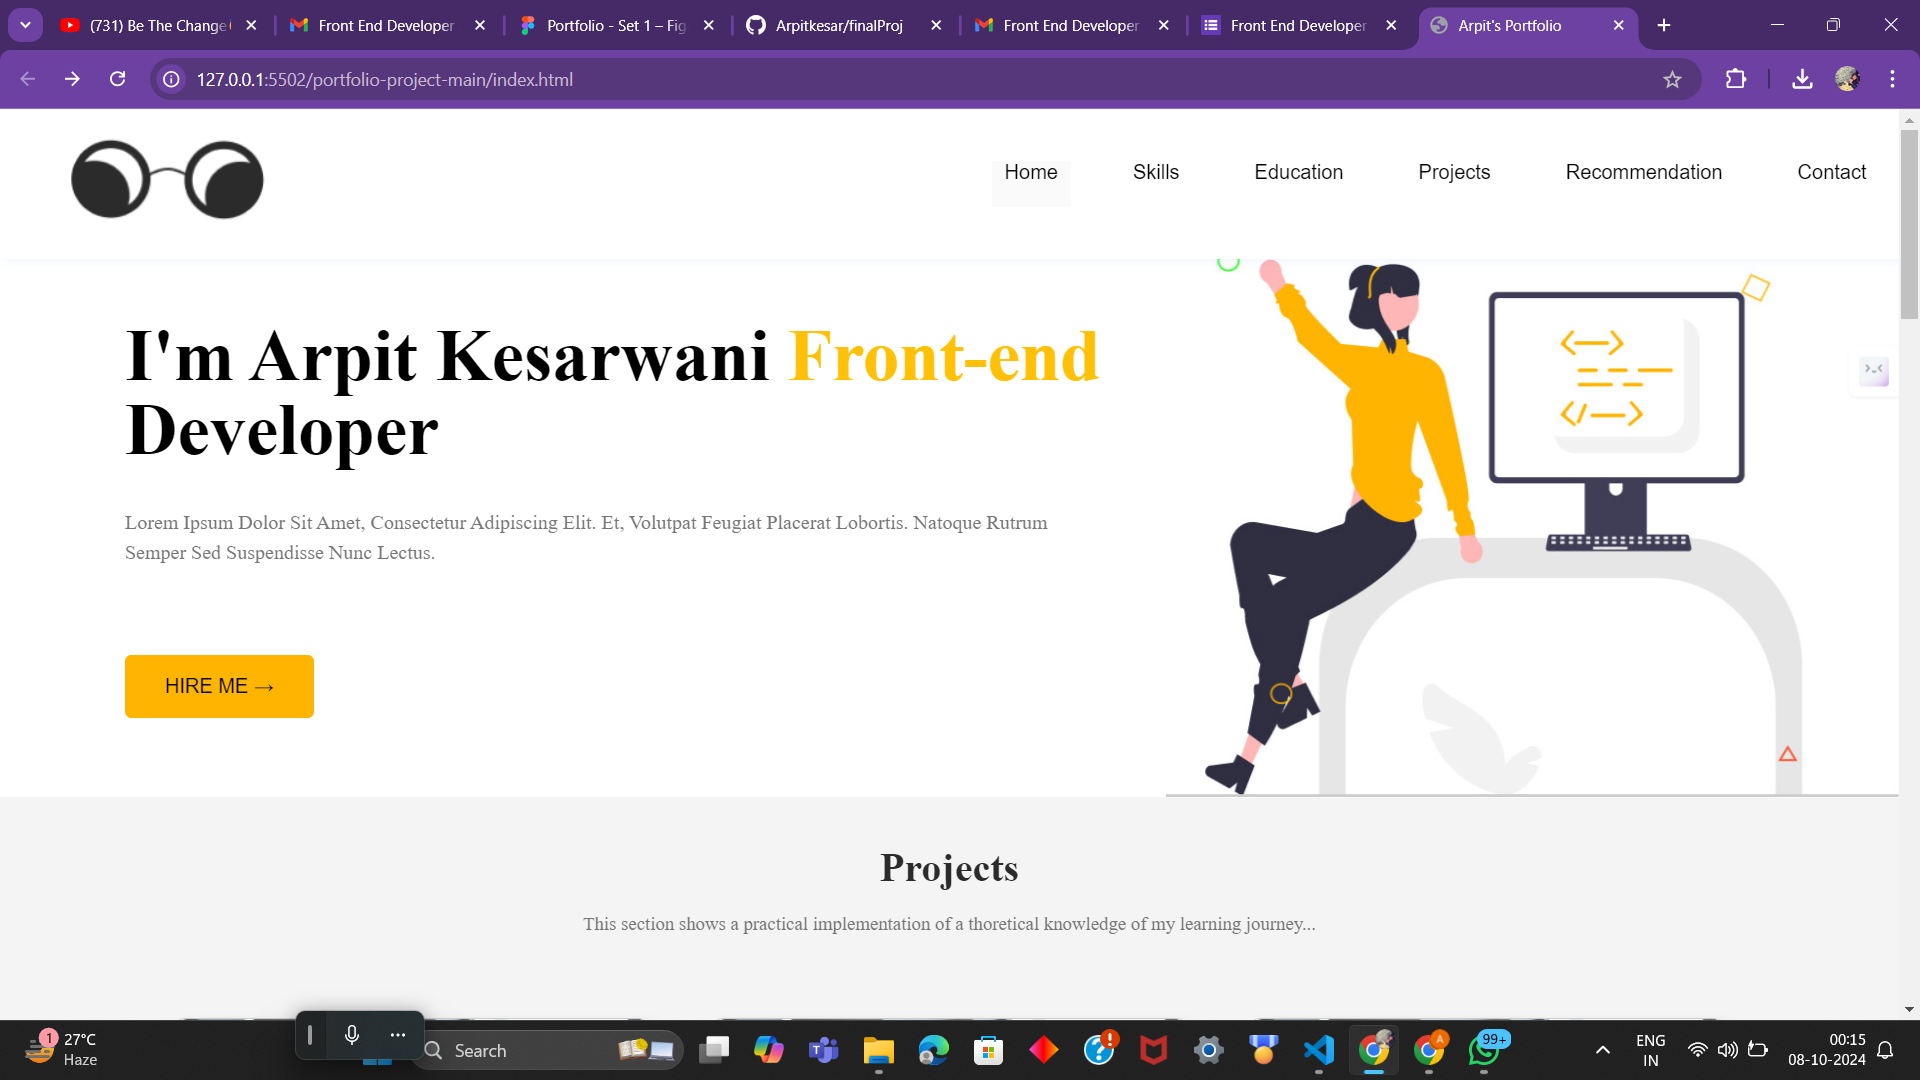 (731) Be The Change
Front End Developer
Portfolio - Set 1 – Fig
Arpitkesar/finalProj
Front End Developer
Front End Developer
Arpit's Portfolio
127.0.0.1:5502/portfolio-project-main/index.html
Home
Skills
Education
Projects
Recommendation
Contact
I'm Arpit Kesarwani Front-end
Developer
Lorem Ipsum Dolor Sit Amet, Consectetur Adipiscing Elit. Et, Volutpat Feugiat Placerat Lobortis. Natoque Rutrum
Semper Sed Suspendisse Nunc Lectus.
HIRE ME →
Projects
This section shows a practical implementation of a thoretical knowledge of my learning journey...
1
27°C
Haze
Search
A
99+
ENG
IN
00:15
08-10-2024